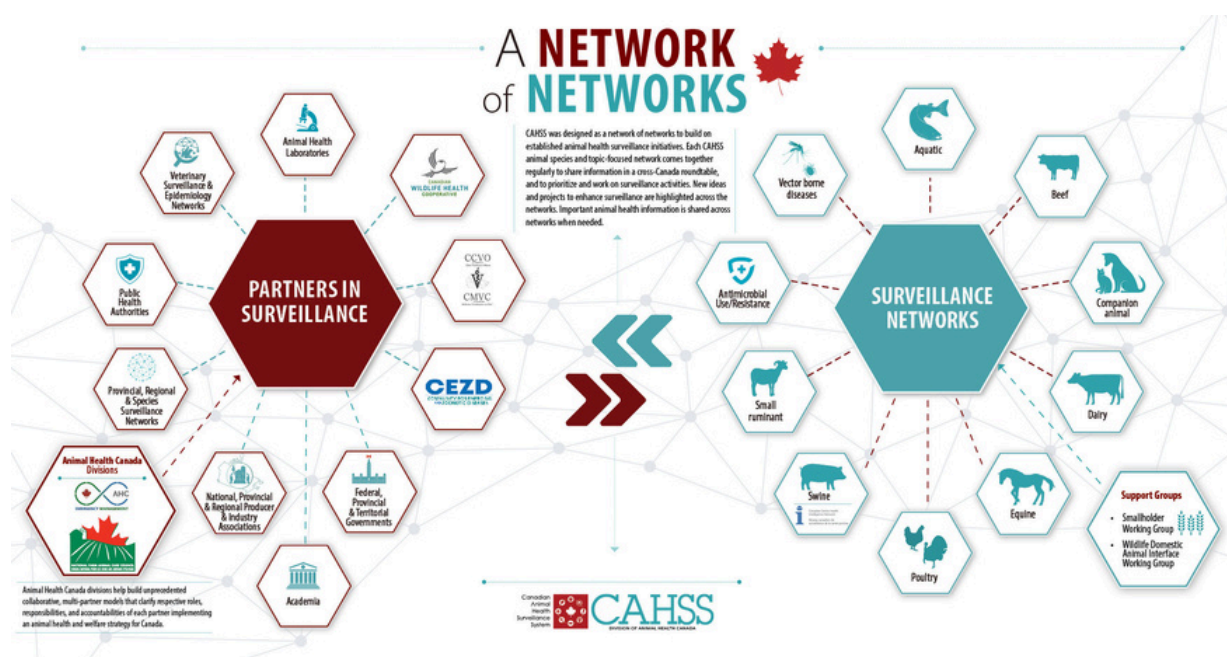 A NETWORK
of NETWORKS
CAHSS was designed as a network of networks to build on
established animal health surveillance initiatives. Each CAHSS
animal species and topic-focused network comes together
regularly to share information in a cross-Canada roundtable,
and to prioritize and work on surveillance activities. New ideas
and projects to enhance surveillance are highlighted across the
networks. Important animal health information is shared across
networks when needed.
PARTNERS IN
SURVEILLANCE
Animal Health
Laboratories
CANADIAN
WILDLIFE HEALTH
COOPERATIVE
CCVO
CMVC
CEZD
Federal,
Provincial
& Territorial
Governments
Academia
National, Provincial
& Regional Producer
& Industry
Associations
Animal Health Canada
Divisions
AHC
EMERGENCY MANAGEMENT
Provincial, Regional
& Species
Surveillance
Networks
Public
Health
Authorities
Veterinary
Surveillance &
Epidemiology
Networks
Animal Health Canada divisions help build unprecedented
collaborative, multi-partner models that clarify respective roles,
responsibilities, and accountabilities of each partner implementing
an animal health and welfare strategy for Canada.
SURVEILLANCE
NETWORKS
Aquatic
Beef
Companion
animal
Dairy
Support Groups
• Smallholder
Working Group
• Wildlife Domestic
Animal Interface
Working Group
Equine
Poultry
Swine
Small
ruminant
Antimicrobial
Use/Resistance
Vector borne
diseases
Canadian
Animal
Health
Surveillance
System
CAHSS
DIVISION OF ANIMAL HEALTH CANADA